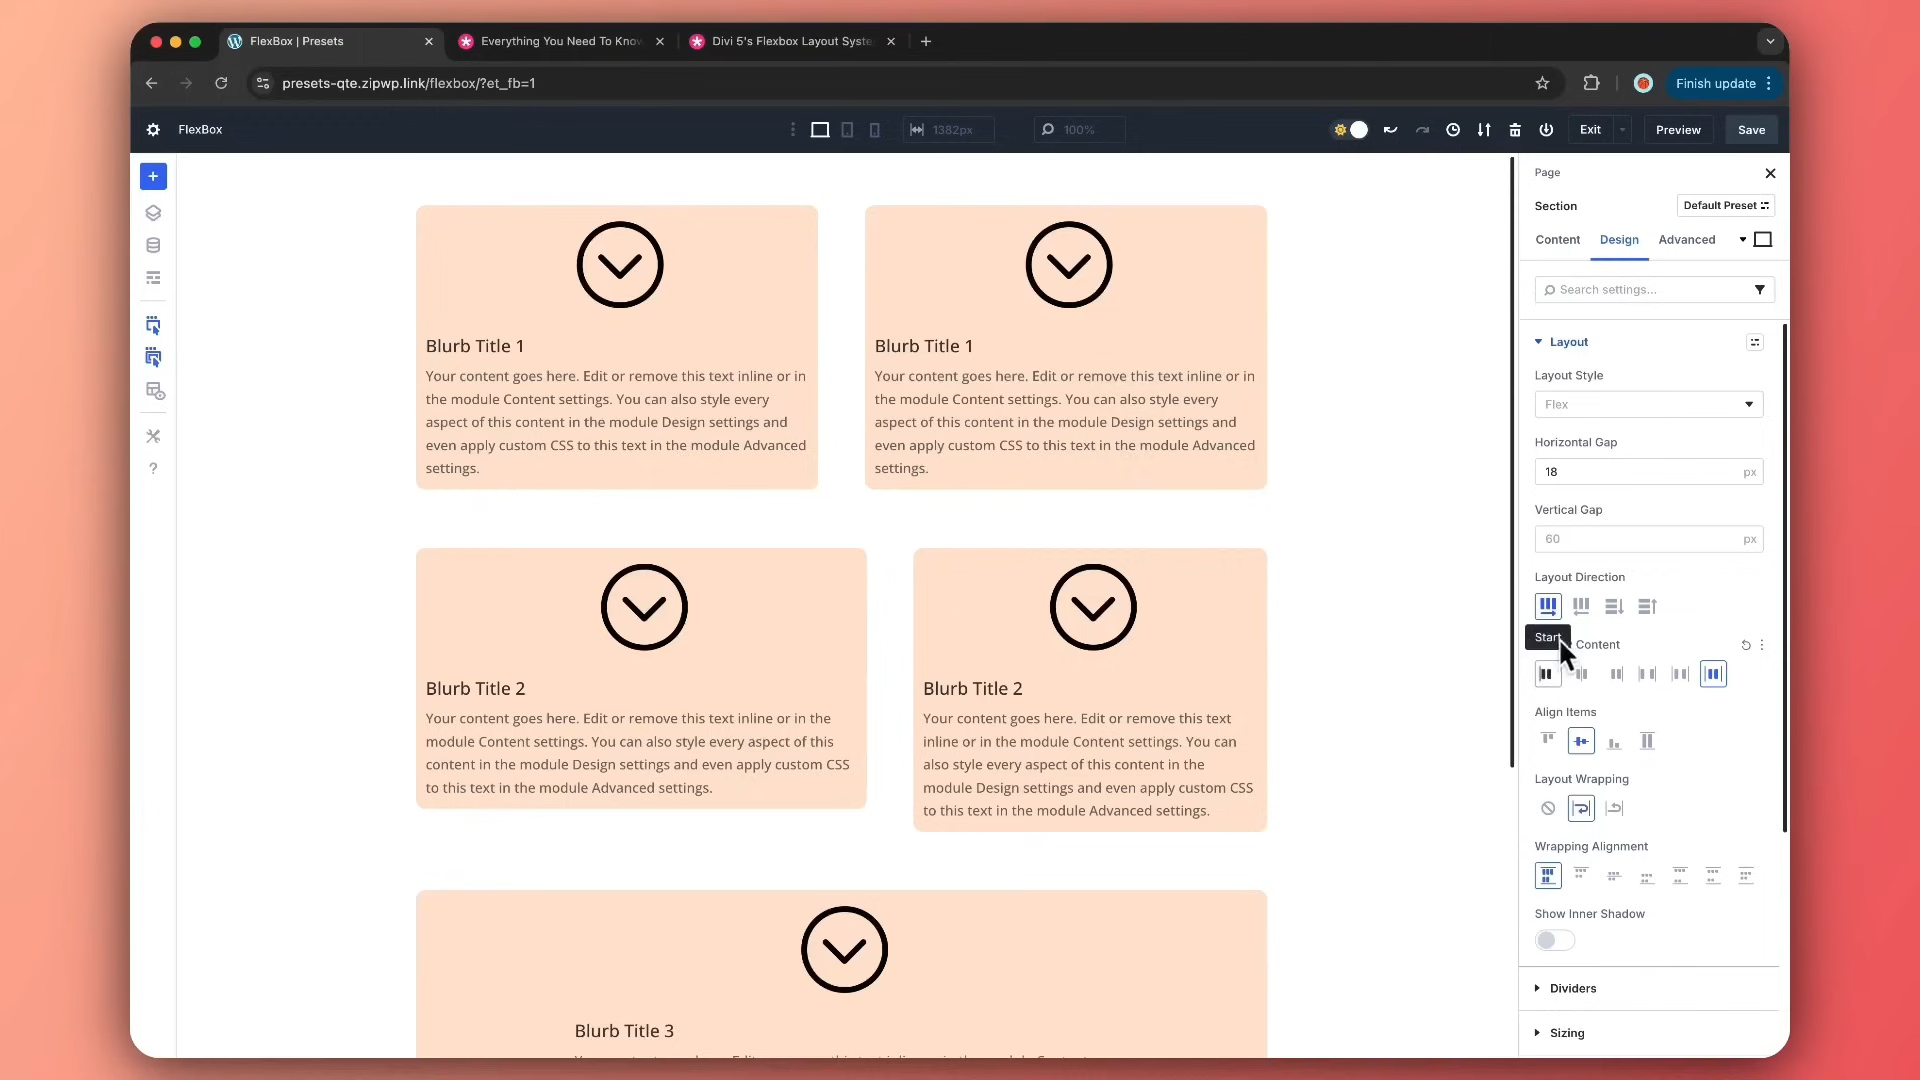 FlexBox | Presets
Everything You Need To Know
Divi 5's Flexbox Layout Syste
presets-qte.zipwp.link/flexbox/?et_fb=1
Finish update
FlexBox
1382px
100%
Exit
Preview
Save
Page
Section
Default Preset
Content
Design
Advanced
Search settings...
Layout
Layout Style
Flex
Horizontal Gap
18
px
Vertical Gap
60
px
Layout Direction
Start
Content
Align Items
Layout Wrapping
Wrapping Alignment
Show Inner Shadow
Dividers
Sizing
?
Blurb Title 1
Your content goes here. Edit or remove this text inline or in
the module Content settings. You can also style every
aspect of this content in the module Design settings and
even apply custom CSS to this text in the module Advanced
settings.
Blurb Title 1
Your content goes here. Edit or remove this text inline or in
the module Content settings. You can also style every
aspect of this content in the module Design settings and
even apply custom CSS to this text in the module Advanced
settings.
Blurb Title 2
Your content goes here. Edit or remove this text inline or in the
module Content settings. You can also style every aspect of this
content in the module Design settings and even apply custom CSS
to this text in the module Advanced settings.
Blurb Title 2
Your content goes here. Edit or remove this text
inline or in the module Content settings. You can
also style every aspect of this content in the
module Design settings and even apply custom CSS
to this text in the module Advanced settings.
Blurb Title 3